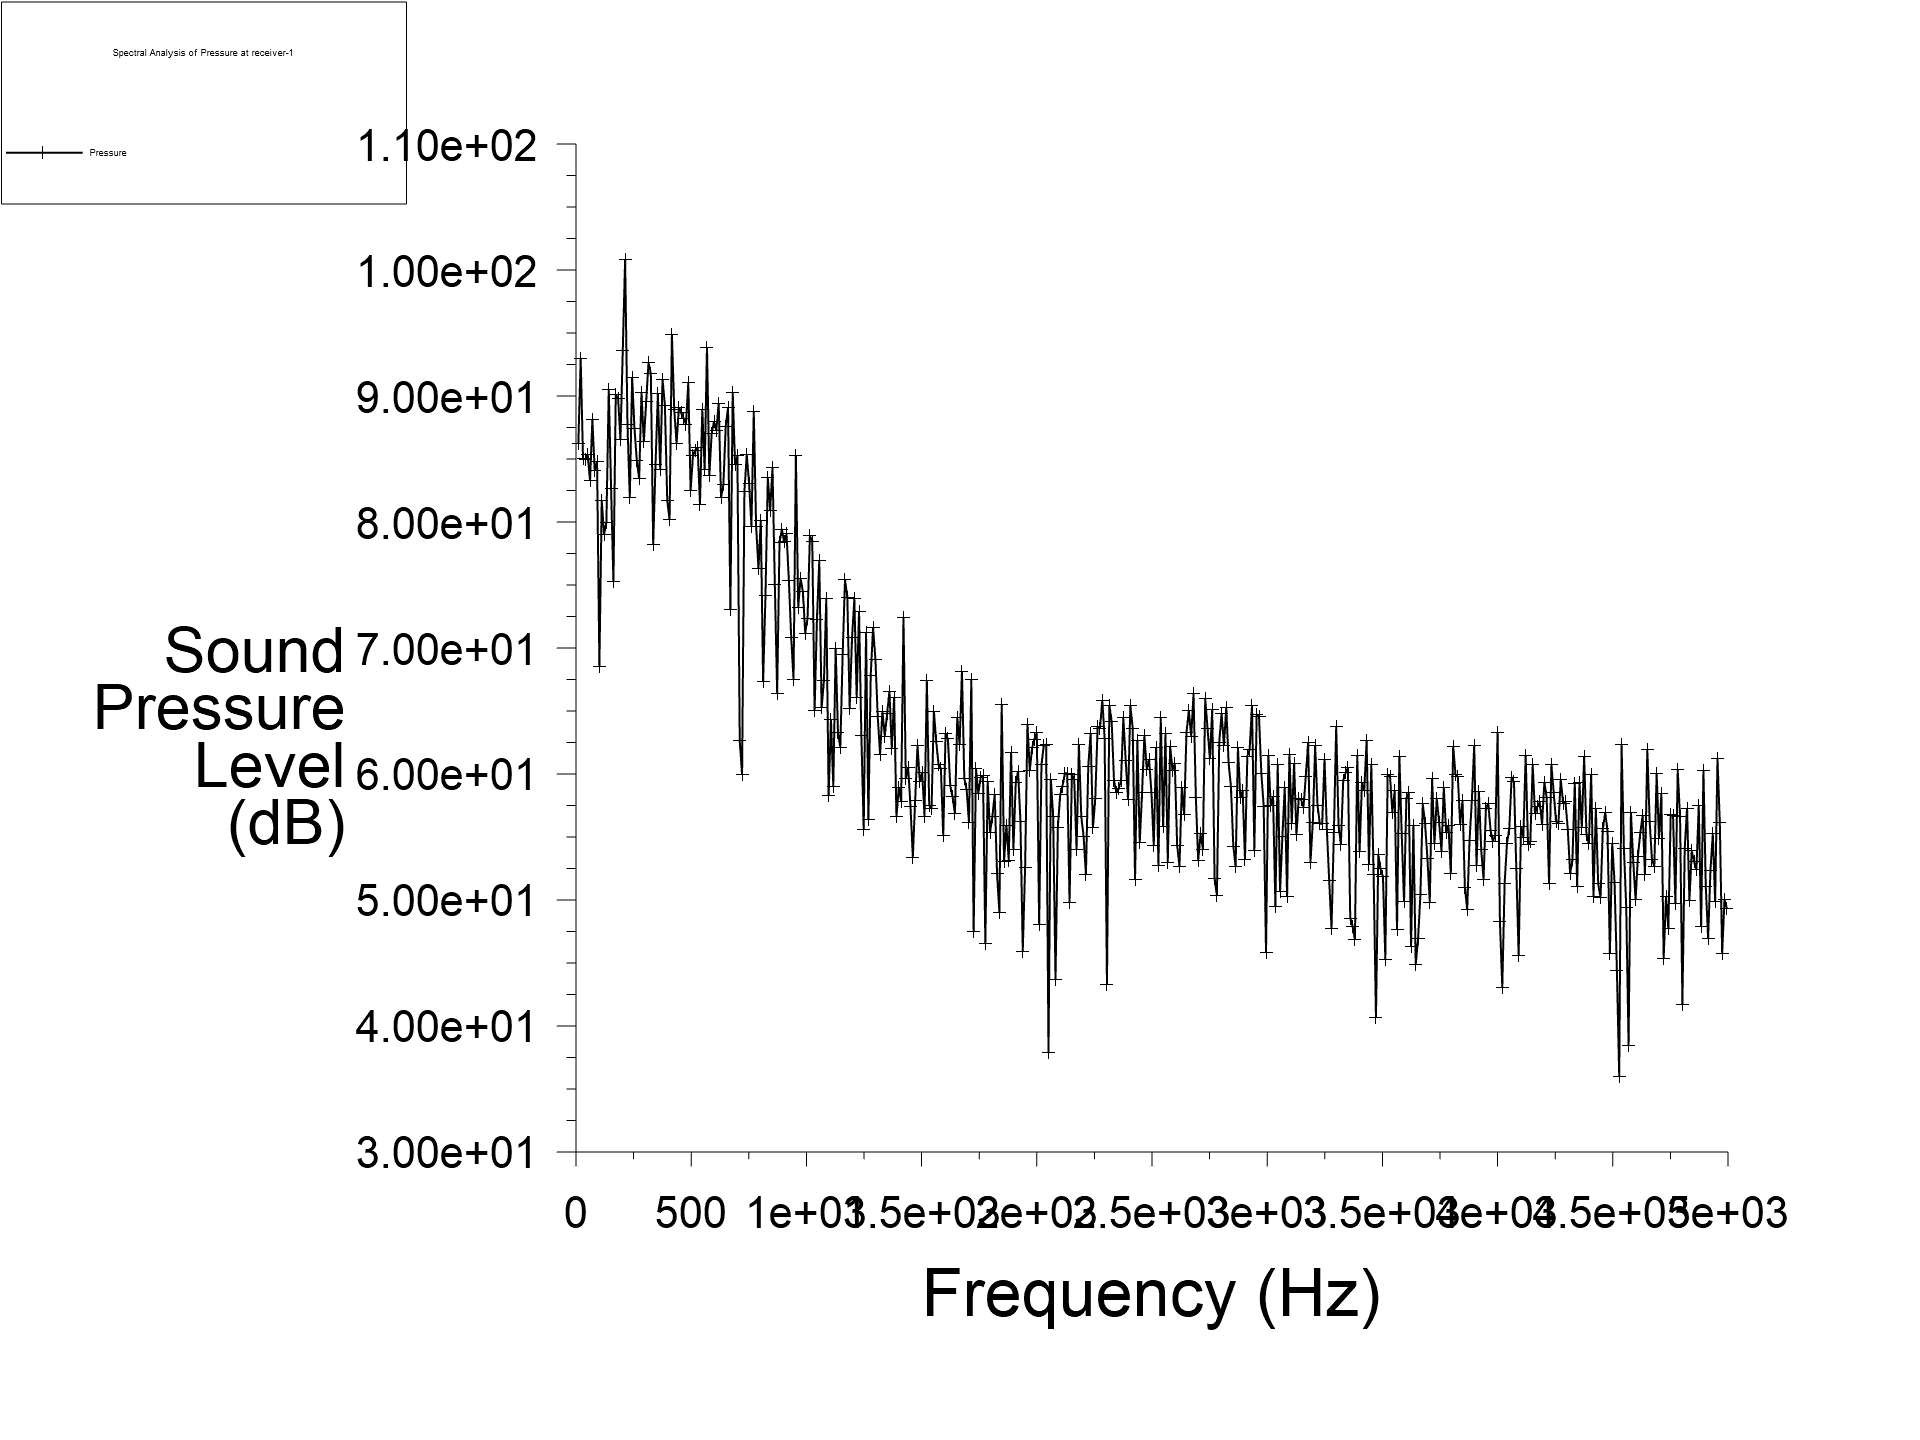 Spectral Analysis of Pressure at receiver-1
Pressure
1.10e+02
1.00e+02
9.00e+01
8.00e+01
7.00e+01
6.00e+01
5.00e+01
4.00e+01
3.00e+01
Sound
Pressure
Level
(dB)
0 500 1e+03 1.5e+03 2e+03 2.5e+03 3e+03 3.5e+03 4e+03 4.5e+03 5e+03
Frequency (Hz)